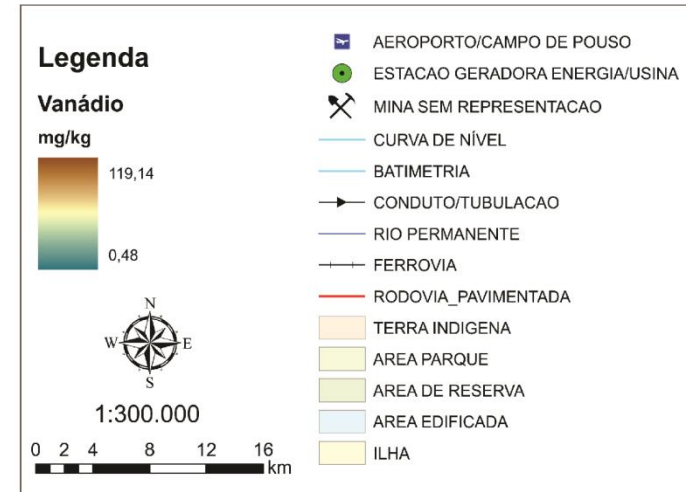 Legenda
Vanádio
mg/kg
119,14
0,48
N
W E
S
1:300.000
0 2 4 8 12 16
km
AEROPORTO/CAMPO DE POUSO
ESTACAO GERADORA ENERGIA/USINA
MINA SEM REPRESENTACAO
CURVA DE NÍVEL
BATIMETRIA
CONDUTO/TUBULACAO
RIO PERMANENTE
FERROVIA
RODOVIA_PAVIMENTADA
TERRA INDIGENA
AREA PARQUE
AREA DE RESERVA
AREA EDIFICADA
ILHA